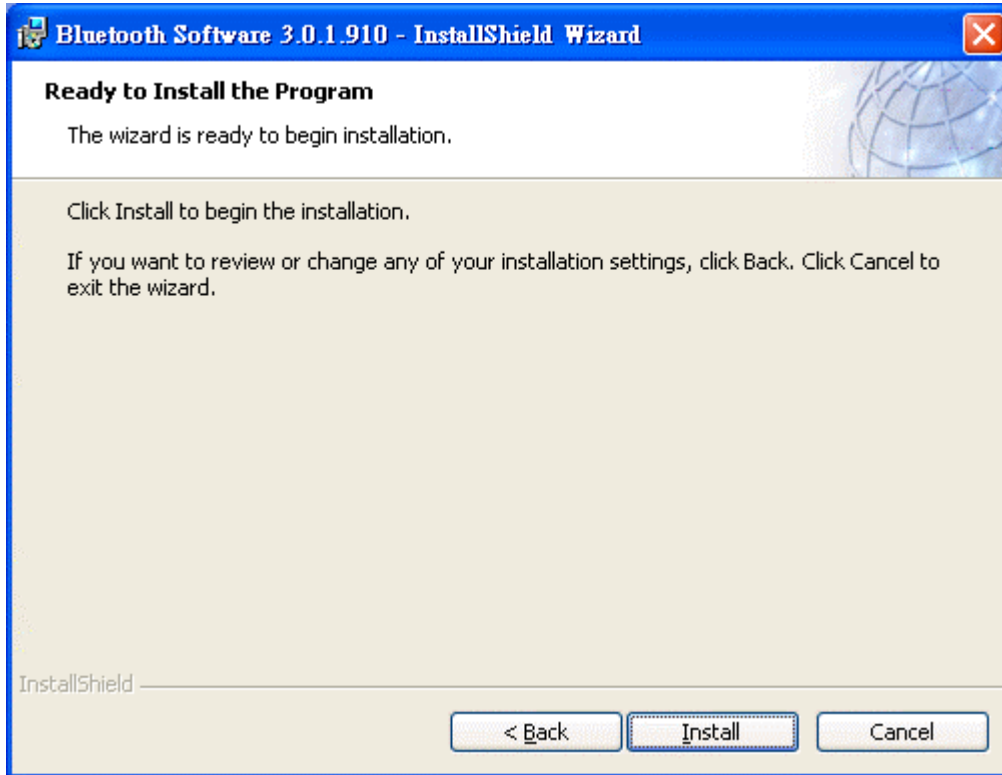 Bluetooth Software 3.0.1.910 - InstallShield Wizard
Ready to Install the Program
The wizard is ready to begin installation.
Click Install to begin the installation.
If you want to review or change any of your installation settings, click Back. Click Cancel to
exit the wizard.
InstallShield
< Back
Install
Cancel